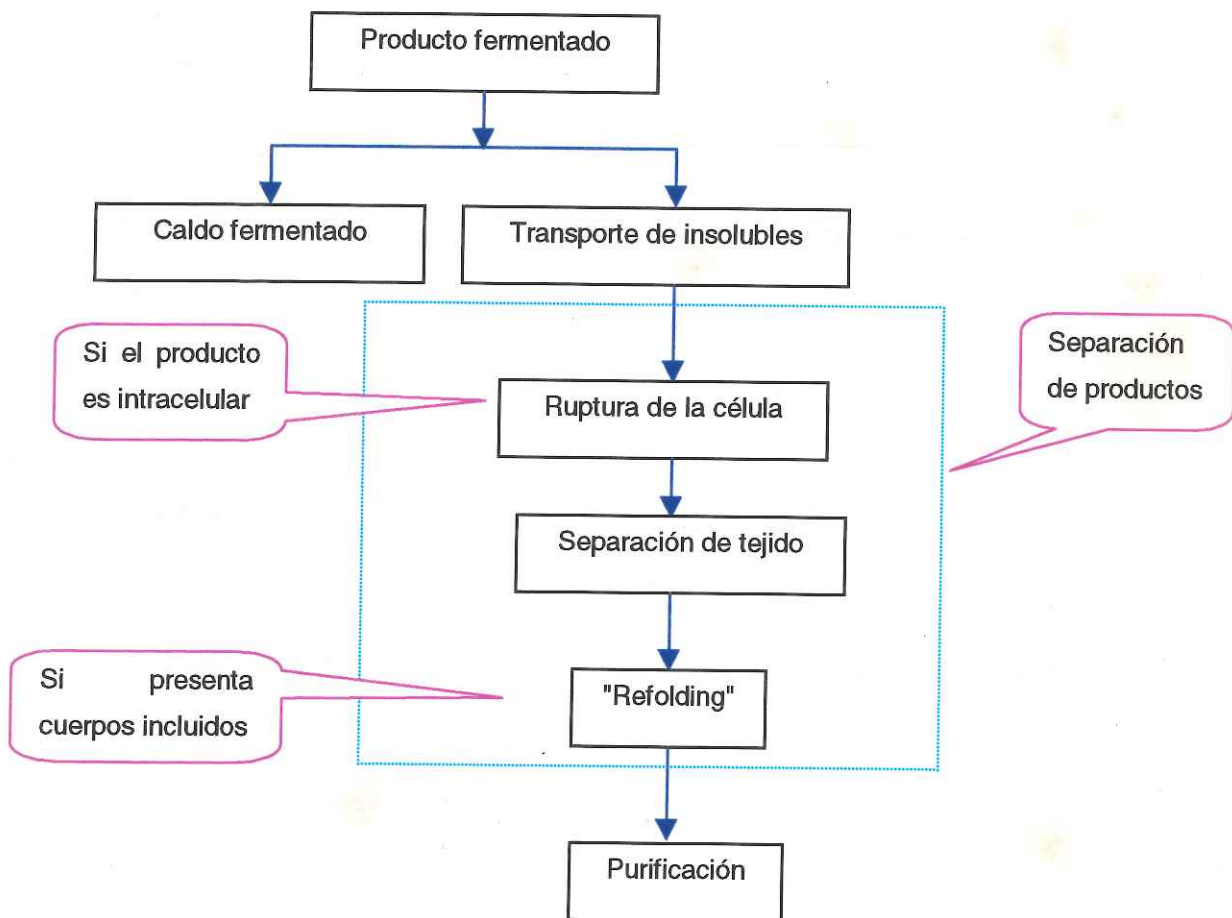 Producto fermentado
Caldo fermentado
Transporte de insolubles
Si el producto
es intracelular
Separación
de productos
Ruptura de la célula
Separación de tejido
Si presenta
cuerpos incluidos
"Refolding"
Purificación